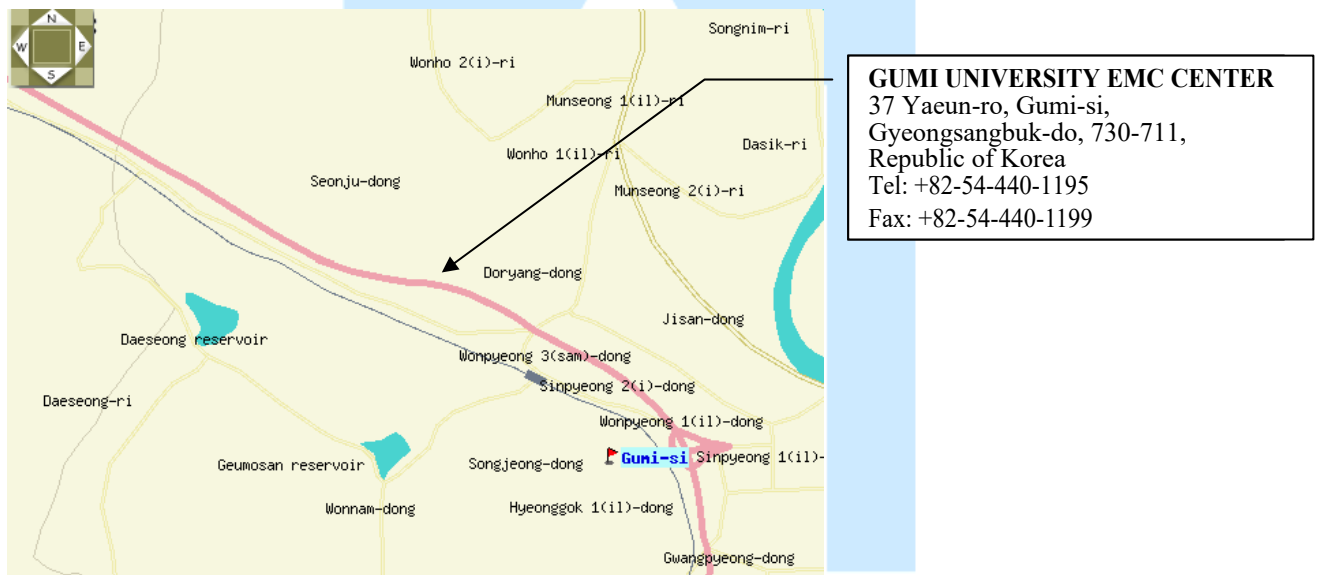 N
W E
S
Songnim-ri
Wonho 2(i)-ri
Munseong 1(il)-ri
Dasik-ri
Wonho 1(il)-ri
Seonju-dong
Munseong 2(i)-ri
Doryang-dong
Jisan-dong
Daeseong reservoir
Wonpyeong 3(sam)-dong
Sinpyeong 2(i)-dong
Daeseong-ri
Wonpyeong 1(il)-dong
Gumi-si
Sinpyeong 1(il)-
Geumosan reservoir
Songjeong-dong
Wonnam-dong
Hyeonggok 1(il)-dong
Gwangpyeong-dong
GUMI UNIVERSITY EMC CENTER
37 Yaeun-ro, Gumi-si,
Gyeongsangbuk-do, 730-711,
Republic of Korea
Tel: +82-54-440-1195
Fax: +82-54-440-1199